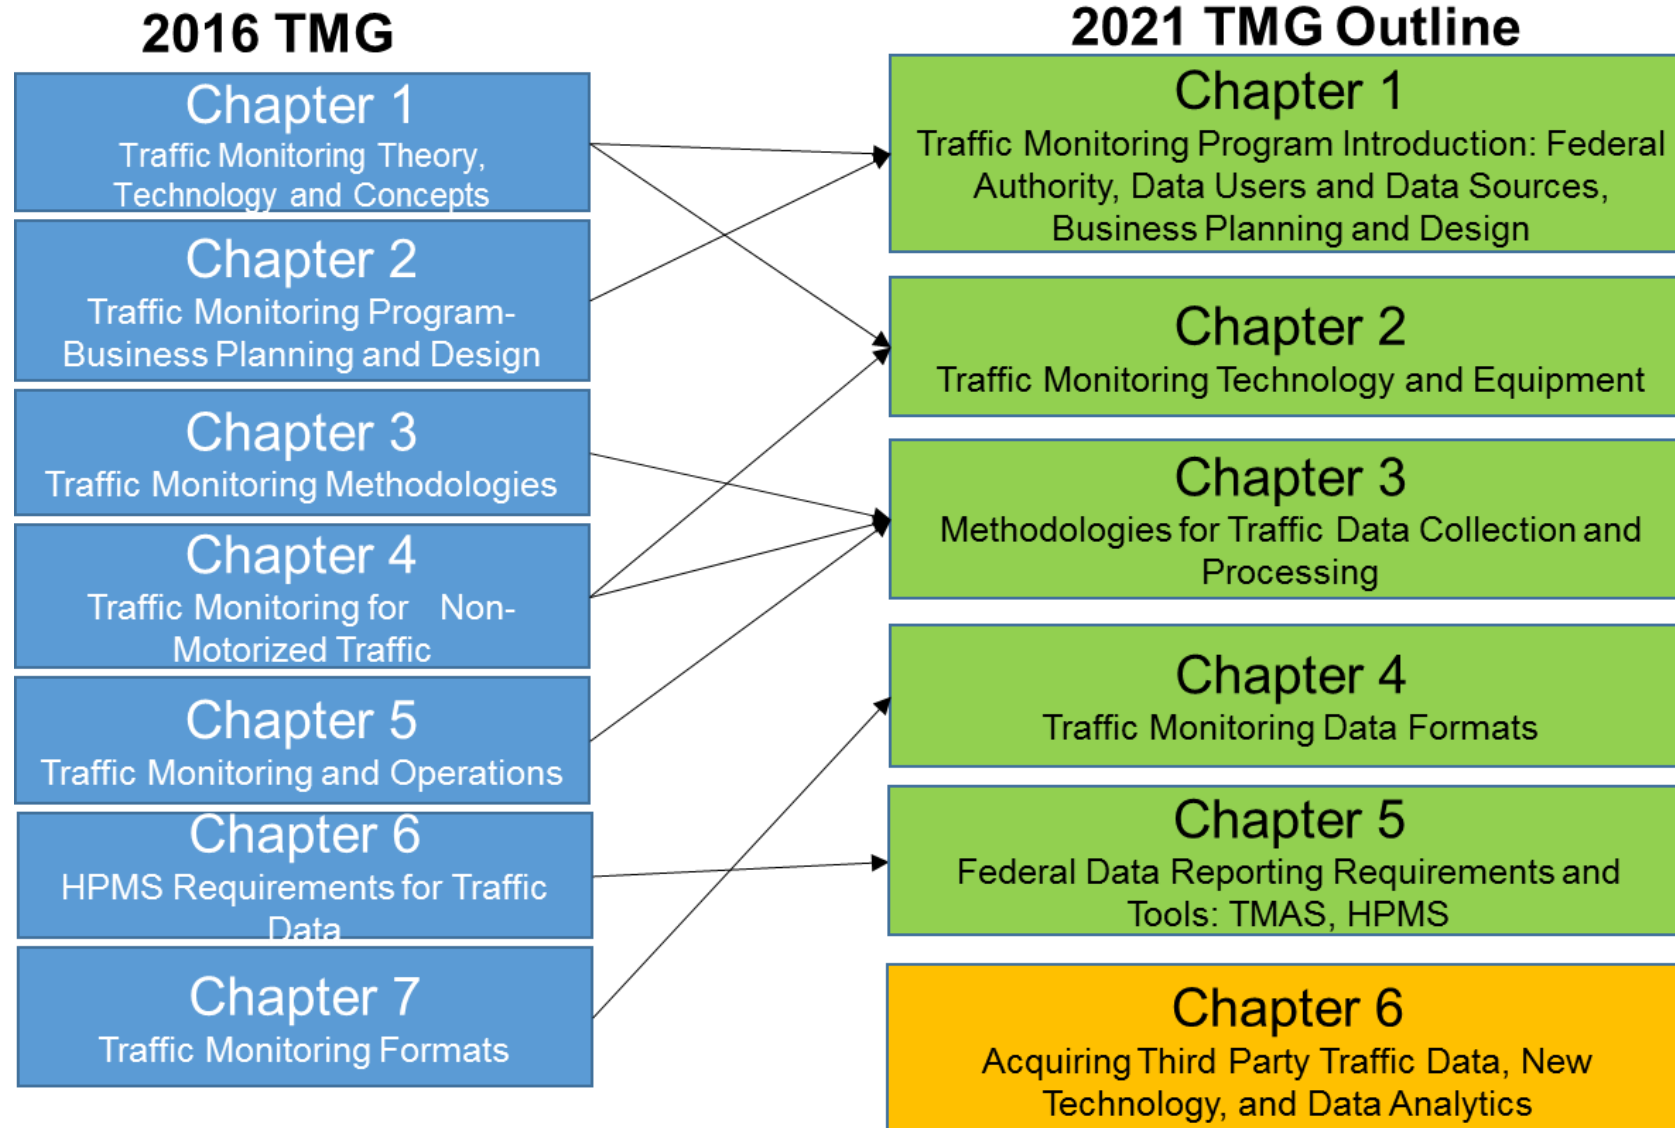 2016 TMG
Chapter 1
Traffic Monitoring Theory,
Technology and Concepts
Chapter 2
Traffic Monitoring Program-
Business Planning and Design
Chapter 3
Traffic Monitoring Methodologies
Chapter 4
Traffic Monitoring for Non-
Motorized Traffic
Chapter 5
Traffic Monitoring and Operations
Chapter 6
HPMS Requirements for Traffic
Data
Chapter 7
Traffic Monitoring Formats
2021 TMG Outline
Chapter 1
Traffic Monitoring Program Introduction: Federal
Authority, Data Users and Data Sources,
Business Planning and Design
Chapter 2
Traffic Monitoring Technology and Equipment
Chapter 3
Methodologies for Traffic Data Collection and
Processing
Chapter 4
Traffic Monitoring Data Formats
Chapter 5
Federal Data Reporting Requirements and
Tools: TMAS, HPMS
Chapter 6
Acquiring Third Party Traffic Data, New
Technology, and Data Analytics